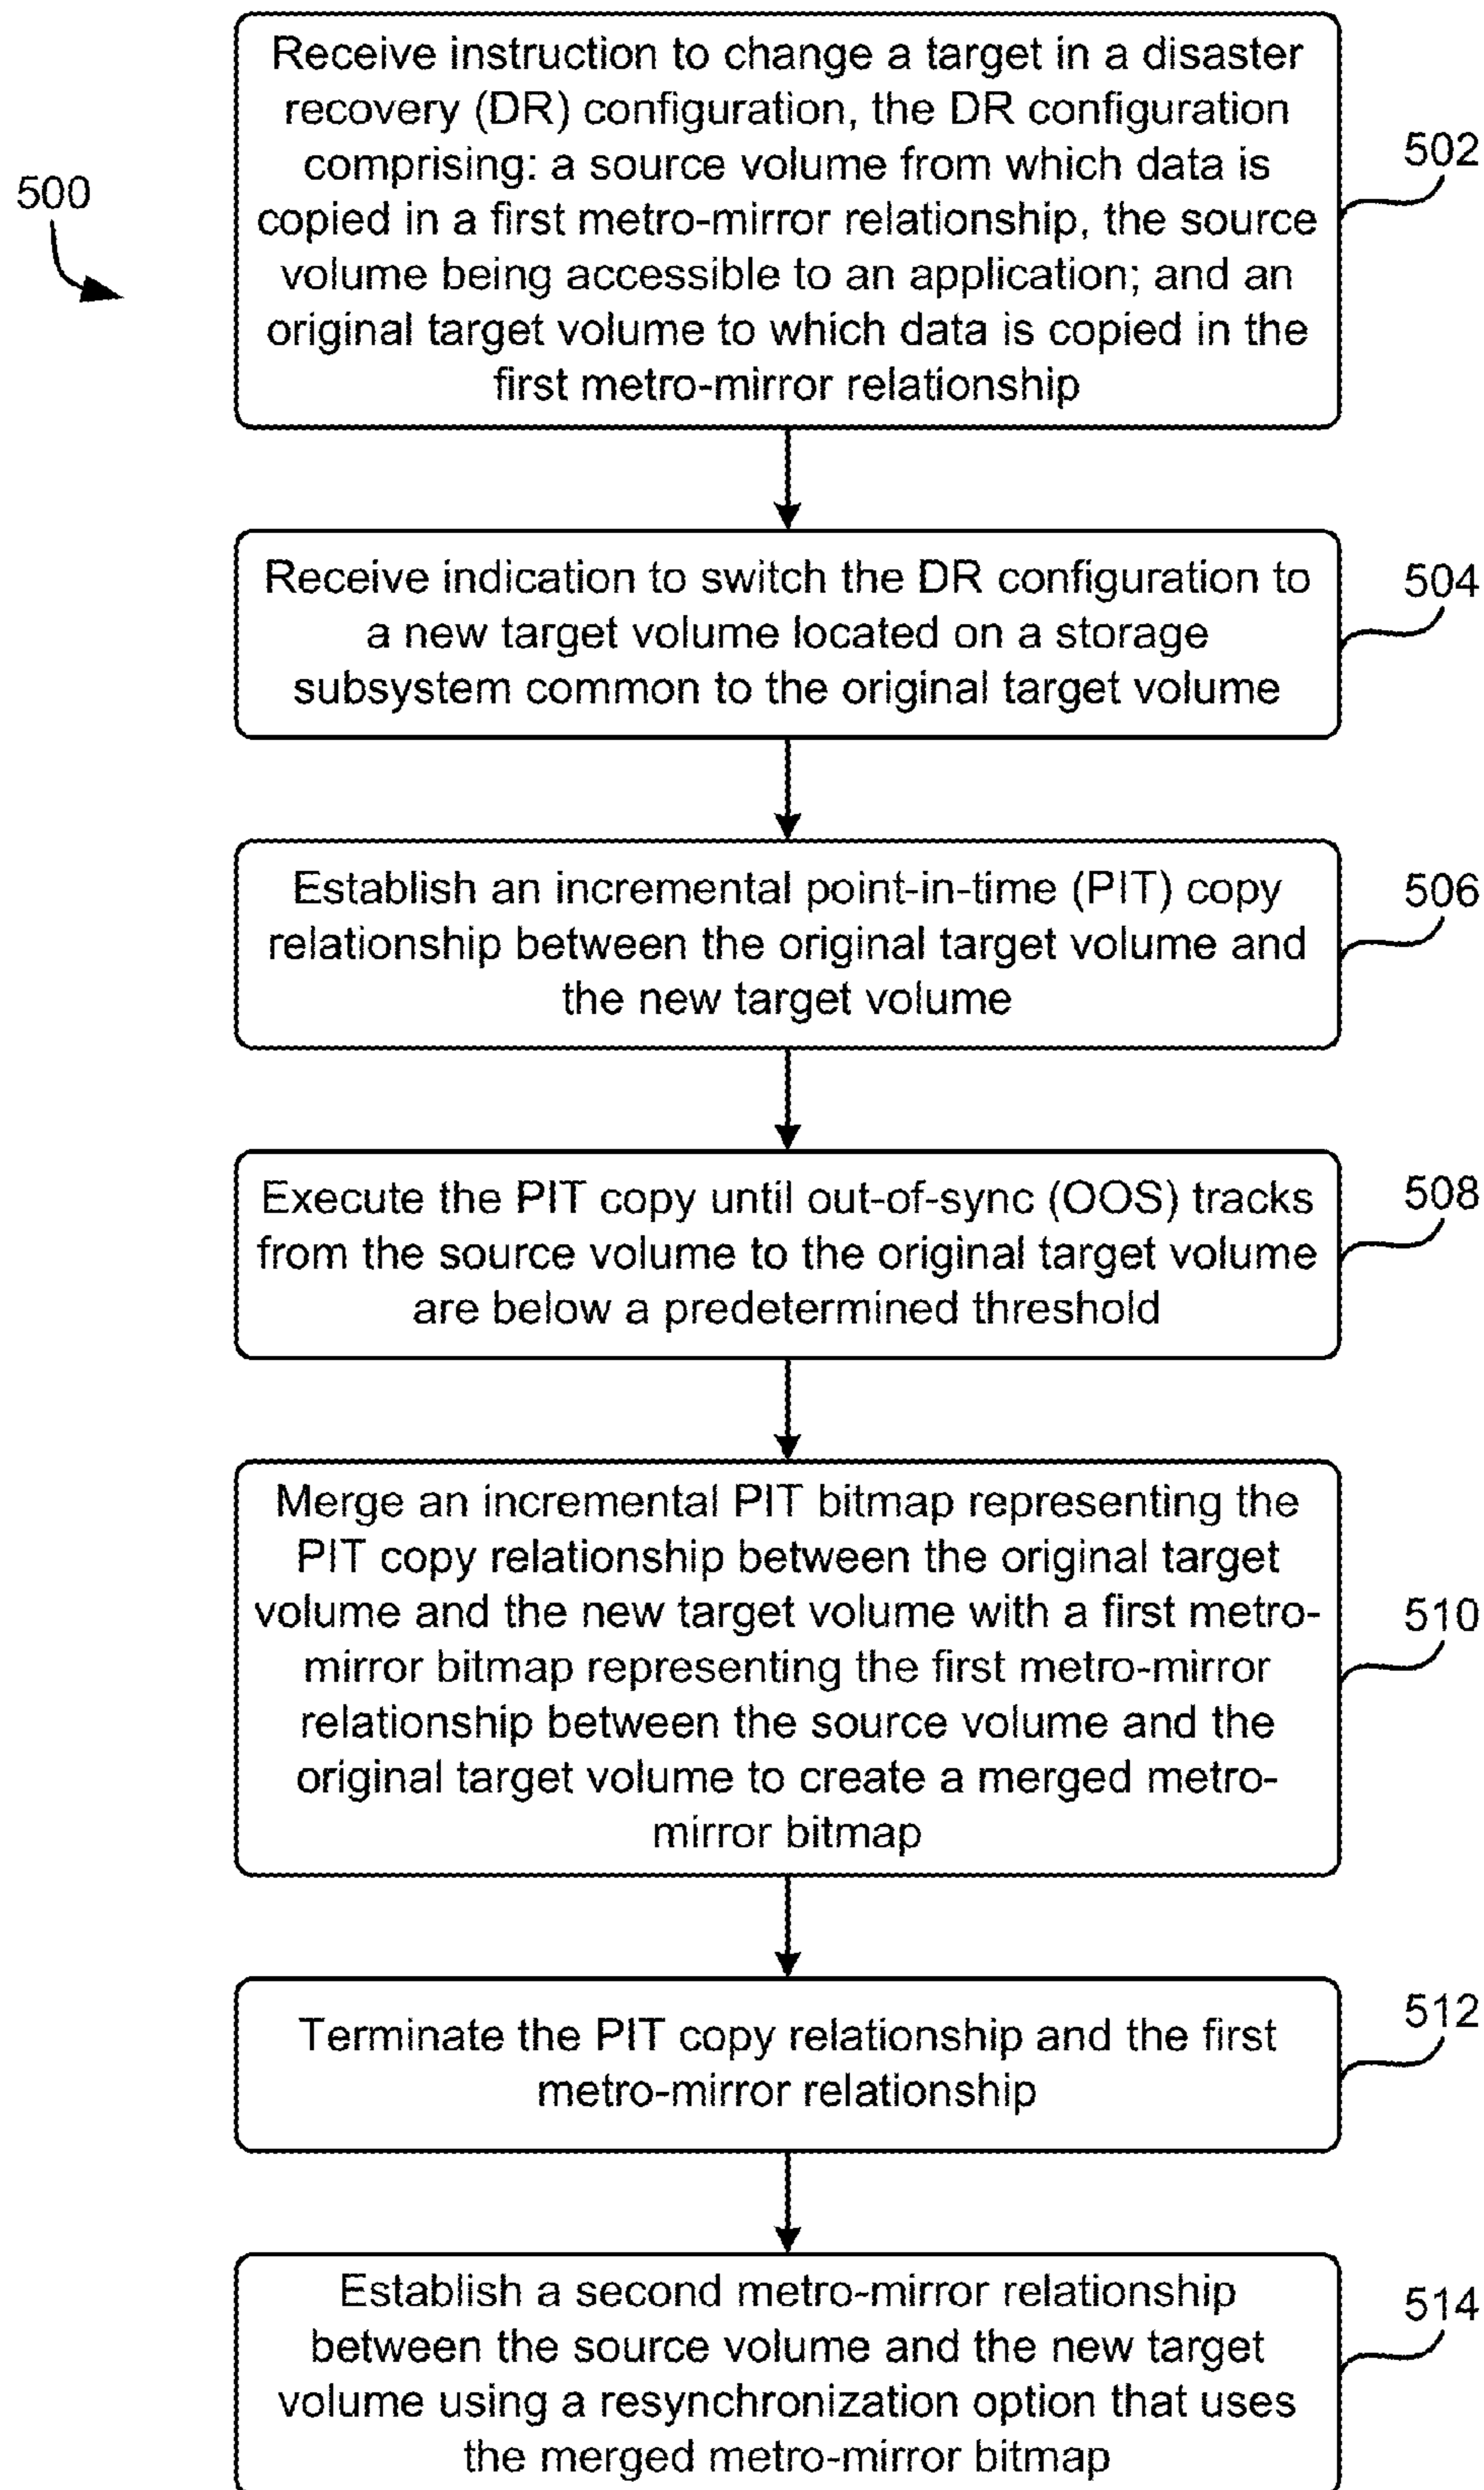 500
Receive instruction to change a target in a disaster
recovery (DR) configuration, the DR configuration
comprising: a source volume from which data is
copied in a first metro-mirror relationship, the source
volume being accessible to an application; and an
original target volume to which data is copied in the
first metro-mirror relationship
502
Receive indication to switch the DR configuration to
a new target volume located on a storage
subsystem common to the original target volume
504
Establish an incremental point-in-time (PIT) copy
relationship between the original target volume and
the new target volume
506
Execute the PIT copy until out-of-sync (OOS) tracks
from the source volume to the original target volume
are below a predetermined threshold
508
Merge an incremental PIT bitmap representing the
PIT copy relationship between the original target
volume and the new target volume with a first metro-
mirror bitmap representing the first metro-mirror
relationship between the source volume and the
original target volume to create a merged metro-
mirror bitmap
510
Terminate the PIT copy relationship and the first
metro-mirror relationship
512
Establish a second metro-mirror relationship
between the source volume and the new target
volume using a resynchronization option that uses
the merged metro-mirror bitmap
514